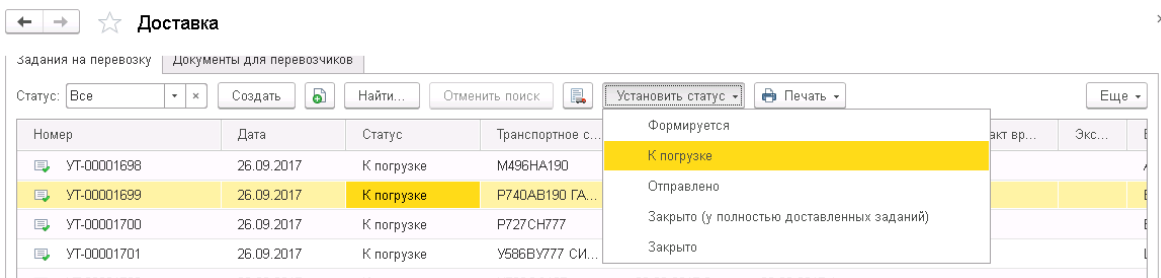 Доставка
Задания на перевозку Документы для перевозчиков
Статус: Все Создать Найти... Отменить поиск Установить статус Печать Еще
Номер Дата Статус Транспортное с... акт вр... Экс...
УТ-00001698 26.09.2017 К погрузке М496НА190
УТ-00001699 26.09.2017 К погрузке Р740АВ190 ГА...
УТ-00001700 26.09.2017 К погрузке Р727СН777
УТ-00001701 26.09.2017 К погрузке У586ВУ777 СИ...
Формируется
К погрузке
Отправлено
Закрыто (у полностью доставленных заданий)
Закрыто